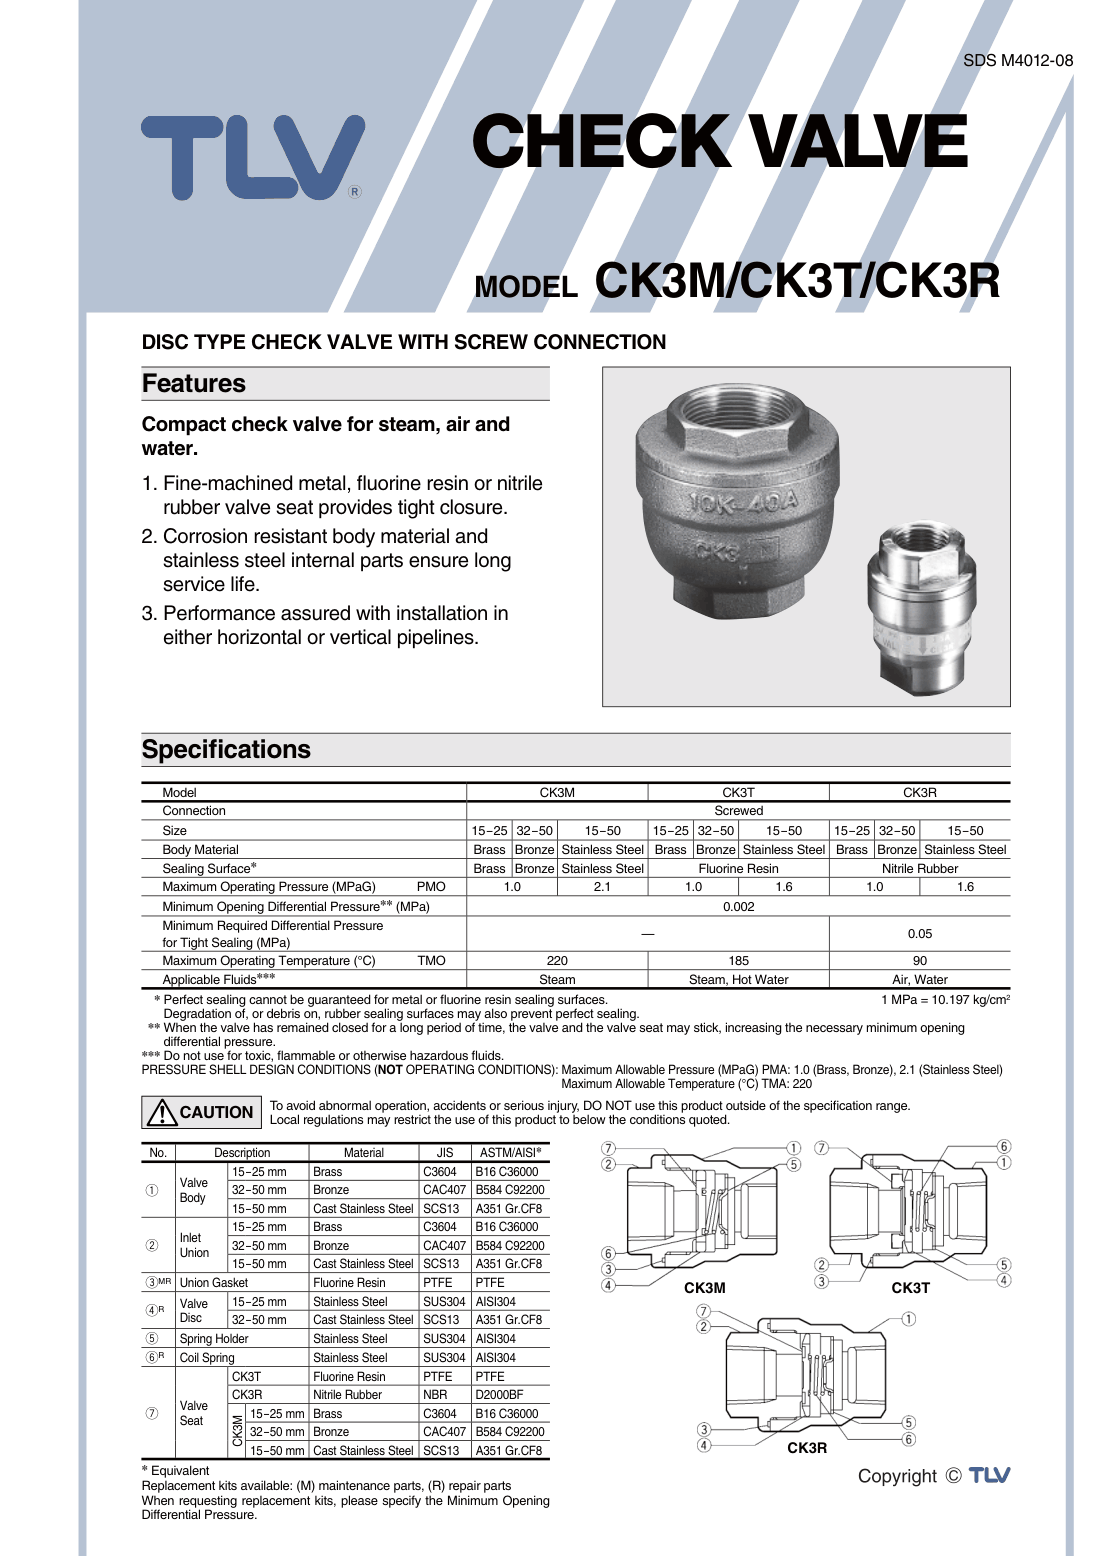 SDS M4012-08
TLV ®
CHECK VALVE
MODEL CK3M/CK3T/CK3R
DISC TYPE CHECK VALVE WITH SCREW CONNECTION
Features
Compact check valve for steam, air and
water.
1. Fine-machined metal, fluorine resin or nitrile
rubber valve seat provides tight closure.
2. Corrosion resistant body material and
stainless steel internal parts ensure long
service life.
3. Performance assured with installation in
either horizontal or vertical pipelines.
10K-40A
CK3 N
Specifications
Model CK3M CK3T CK3R
Connection Screwed
Size 15–25 32–50 15–50 15–25 32–50 15–50 15–25 32–50 15–50
Body Material Brass Bronze Stainless Steel Brass Bronze Stainless Steel Brass Bronze Stainless Steel
Sealing Surface* Brass Bronze Stainless Steel Fluorine Resin Nitrile Rubber
Maximum Operating Pressure (MPaG) PMO 1.0 2.1 1.0 1.6 1.0 1.6
Minimum Opening Differential Pressure** (MPa) 0.002
Minimum Required Differential Pressure
for Tight Sealing (MPa) — 0.05
Maximum Operating Temperature (°C) TMO 220 185 90
Applicable Fluids*** Steam Steam, Hot Water Air, Water
* Perfect sealing cannot be guaranteed for metal or fluorine resin sealing surfaces. 1 MPa = 10.197 kg/cm²
Degradation of, or debris on, rubber sealing surfaces may also prevent perfect sealing.
** When the valve has remained closed for a long period of time, the valve and the valve seat may stick, increasing the necessary minimum opening
differential pressure.
*** Do not use for toxic, flammable or otherwise hazardous fluids.
PRESSURE SHELL DESIGN CONDITIONS (NOT OPERATING CONDITIONS): Maximum Allowable Pressure (MPaG) PMA: 1.0 (Brass, Bronze), 2.1 (Stainless Steel)
Maximum Allowable Temperature (°C) TMA: 220
CAUTION To avoid abnormal operation, accidents or serious injury, DO NOT use this product outside of the specification range.
Local regulations may restrict the use of this product to below the conditions quoted.
No. Description Material JIS ASTM/AISI*
① Valve Body 15–25 mm Brass C3604 B16 C36000
32–50 mm Bronze CAC407 B584 C92200
15–50 mm Cast Stainless Steel SCS13 A351 Gr.CF8
② Inlet Union 15–25 mm Brass C3604 B16 C36000
32–50 mm Bronze CAC407 B584 C92200
15–50 mm Cast Stainless Steel SCS13 A351 Gr.CF8
③MR Union Gasket Fluorine Resin PTFE PTFE
④R Valve Disc 15–25 mm Stainless Steel SUS304 AISI304
32–50 mm Cast Stainless Steel SCS13 A351 Gr.CF8
⑤ Spring Holder Stainless Steel SUS304 AISI304
⑥R Coil Spring Stainless Steel SUS304 AISI304
⑦ Valve Seat CK3T Fluorine Resin PTFE PTFE
CK3R Nitrile Rubber NBR D2000BF
CK3M 15–25 mm Brass C3604 B16 C36000
32–50 mm Bronze CAC407 B584 C92200
15–50 mm Cast Stainless Steel SCS13 A351 Gr.CF8
* Equivalent
Replacement kits available: (M) maintenance parts, (R) repair parts
When requesting replacement kits, please specify the Minimum Opening
Differential Pressure.
⑦ ①
② ⑤
⑥
③
④
CK3M
⑦ ⑥
①
② ⑤
③ ④
CK3T
⑦ ①
②
③ ⑤
④ ⑥
CK3R
Copyright © TLV